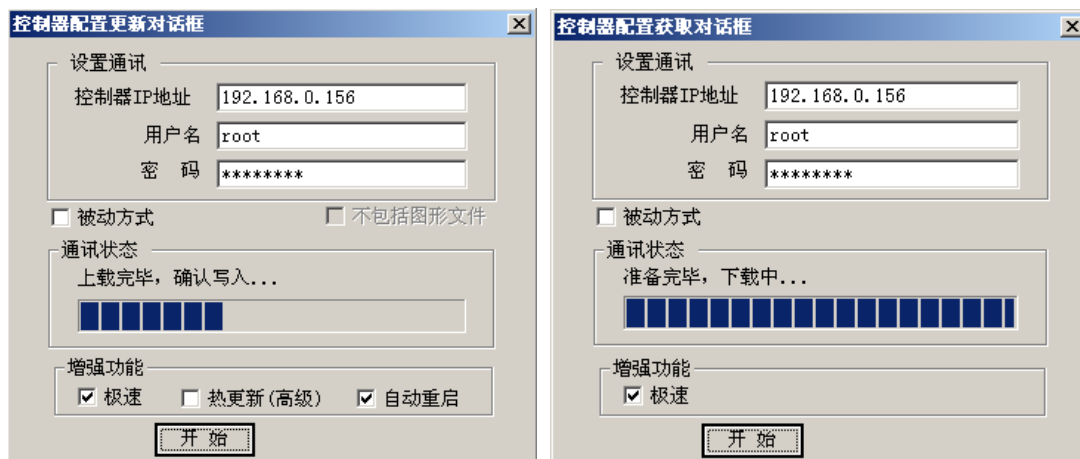 控制器配置更新对话框
设置通讯
控制器IP地址 192.168.0.156
用户名 root
密 码 ********
被动方式 不包括图形文件
通讯状态
上载完毕，确认写入...
增强功能
极速 热更新(高级) 自动重启
开 始
控制器配置获取对话框
设置通讯
控制器IP地址 192.168.0.156
用户名 root
密 码 ********
被动方式
通讯状态
准备完毕，下载中...
增强功能
极速
开 始